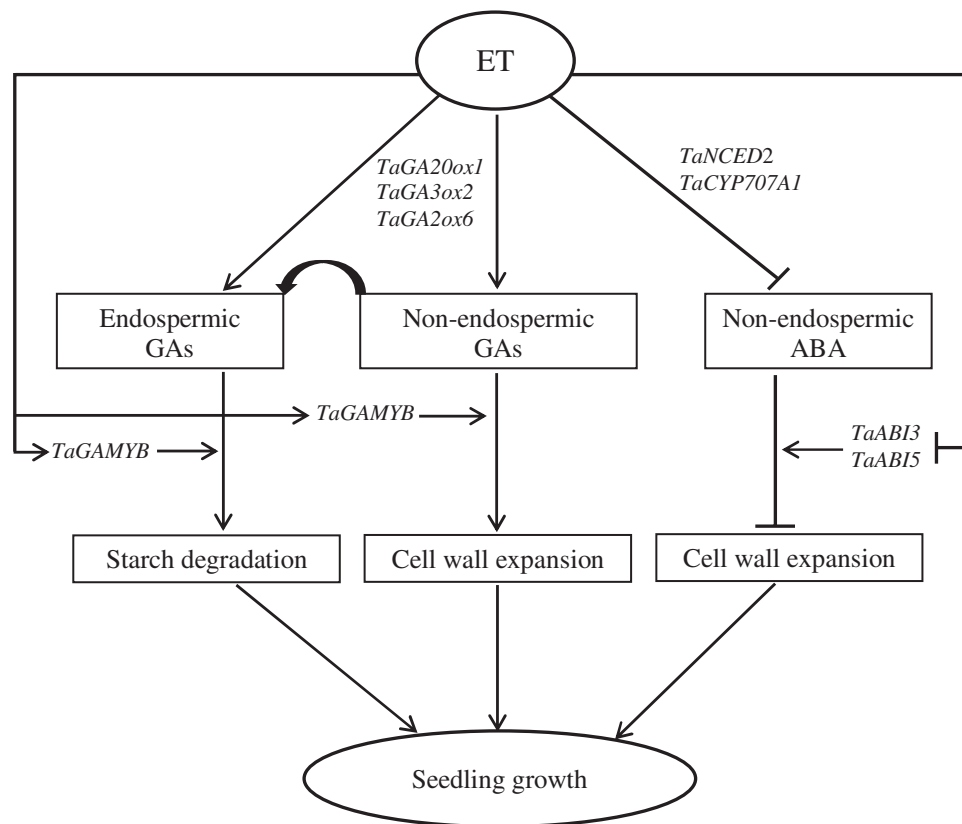 ET
TaGA20ox1
TaGA3ox2
TaGA2ox6
TaNCED2
TaCYP707A1
Endospermic
GAs
Non-endospermic
GAs
Non-endospermic
ABA
TaGAMYB
TaGAMYB
TaABI3
TaABI5
Starch degradation
Cell wall expansion
Cell wall expansion
Seedling growth